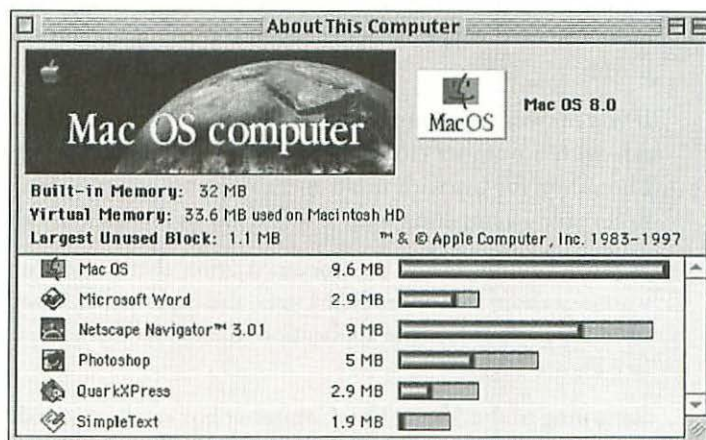 About This Computer
Mac OS computer
MacOS
Mac OS 8.0
Built-in Memory: 32 MB
Virtual Memory: 33.6 MB used on Macintosh HD
Largest Unused Block: 1.1 MB ™ & © Apple Computer, Inc. 1983-1997
Mac OS 9.6 MB
Microsoft Word 2.9 MB
Netscape Navigator™ 3.01 9 MB
Photoshop 5 MB
QuarkXPress 2.9 MB
SimpleText 1.9 MB